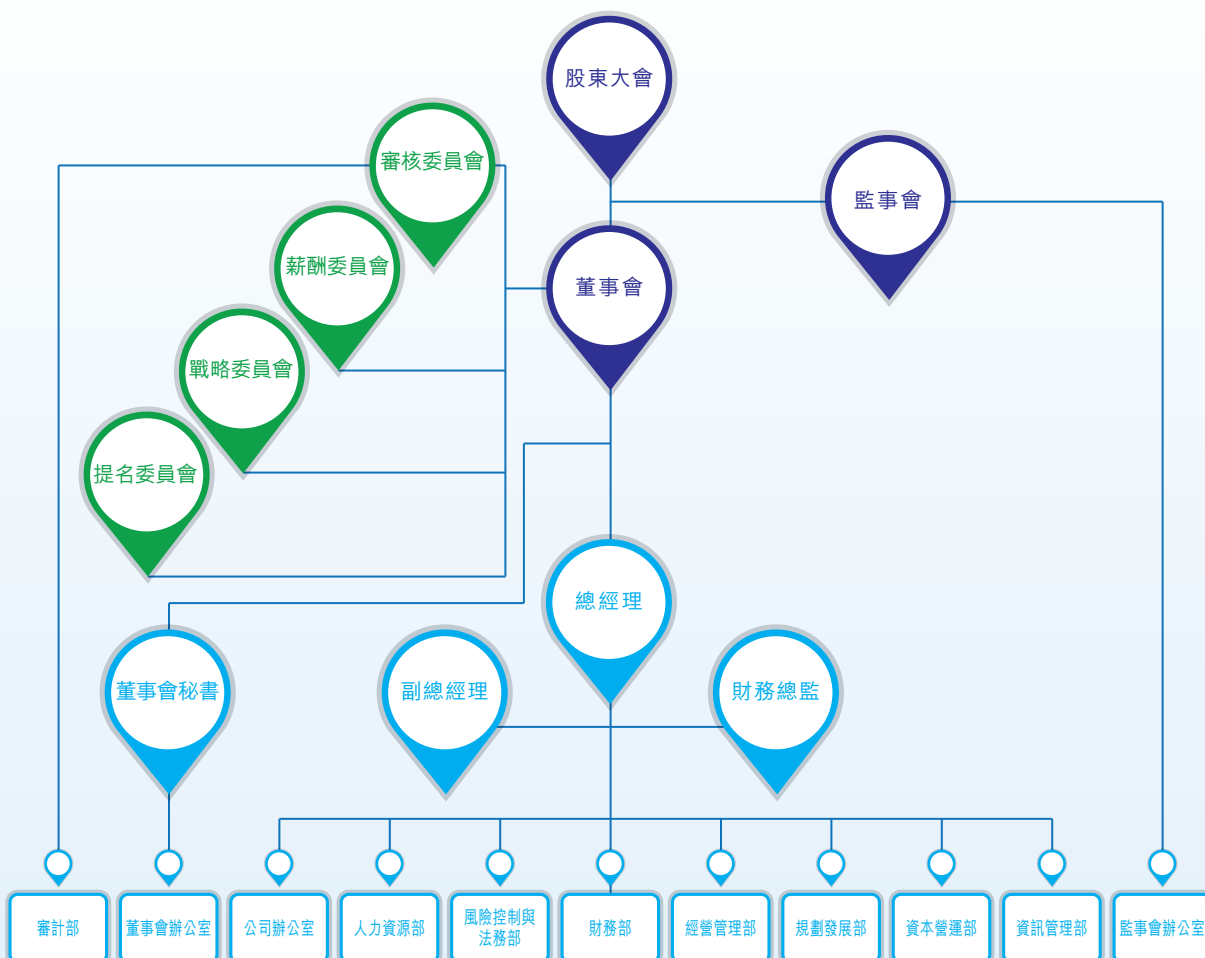 股東大會
審核委員會
監事會
薪酬委員會
董事會
戰略委員會
提名委員會
總經理
董事會秘書
副總經理
財務總監
審計部
董事會辦公室
公司辦公室
人力資源部
風險控制與
法務部
財務部
經營管理部
規劃發展部
資本營運部
資訊管理部
監事會辦公室